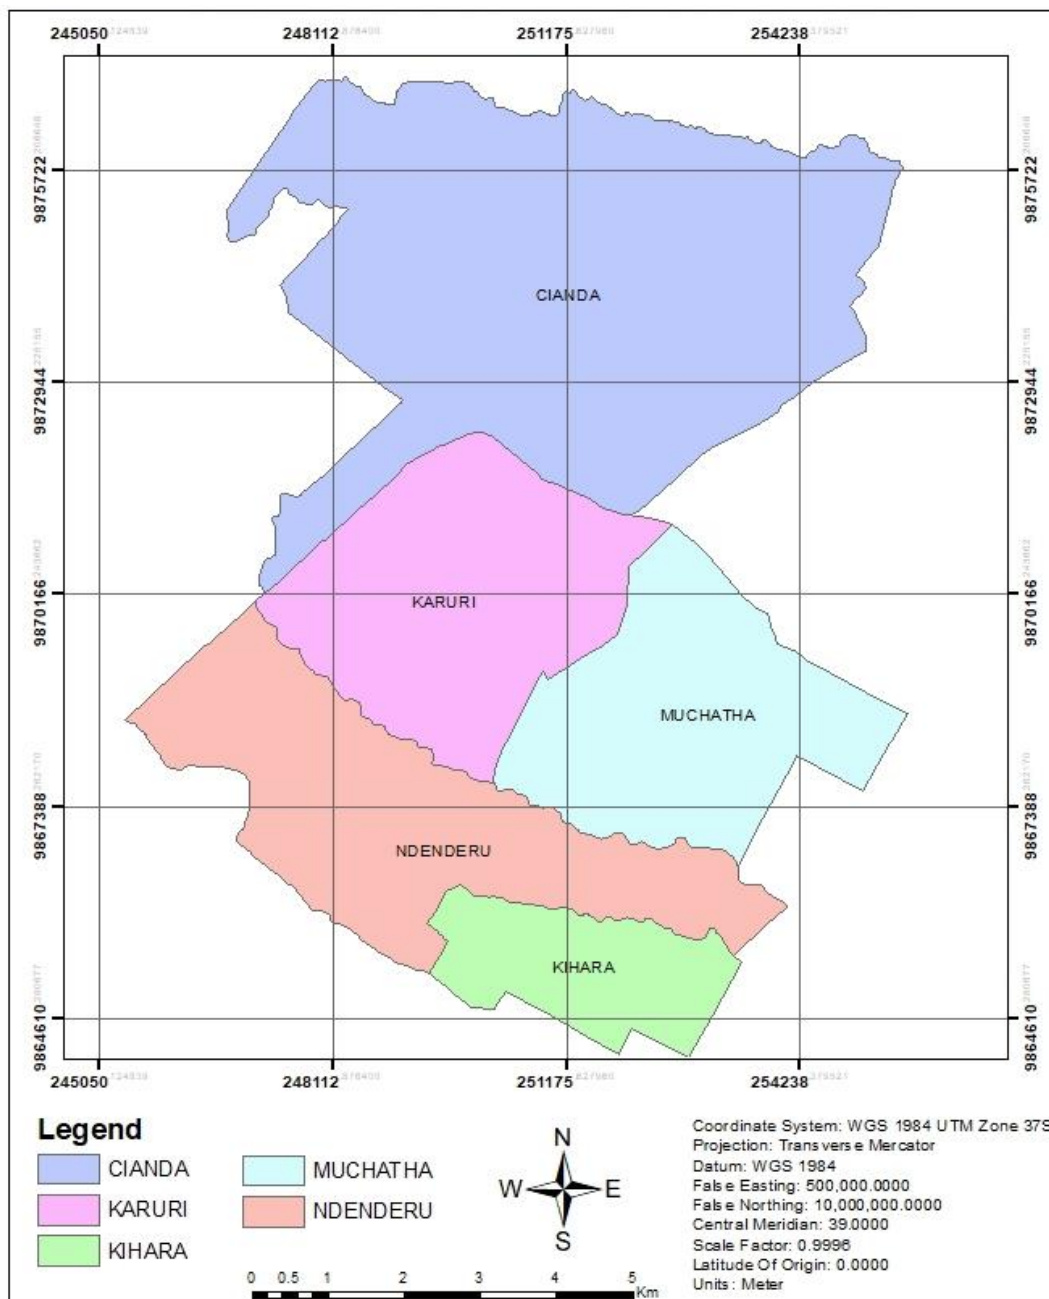 245050 248112 251175 254238
9875722 9875722
CIANDA
9872944 9872944
9870166 9870166
KARURI
MUCHATHA
9867388 9867388
NDENDERU
KIHARA
9864610 9864610
245050 248112 251175 254238
Legend
CIANDA
KARURI
KIHARA
MUCHATHA
NDENDERU
N
W E
S
0 0.5 1 2 3 4 5
Km
Coordinate System: WGS 1984 UTM Zone 37S
Projection: Transverse Mercator
Datum: WGS 1984
False Easting: 500,000.0000
False Northing: 10,000,000.0000
Central Meridian: 39.0000
Scale Factor: 0.9996
Latitude Of Origin: 0.0000
Units: Meter